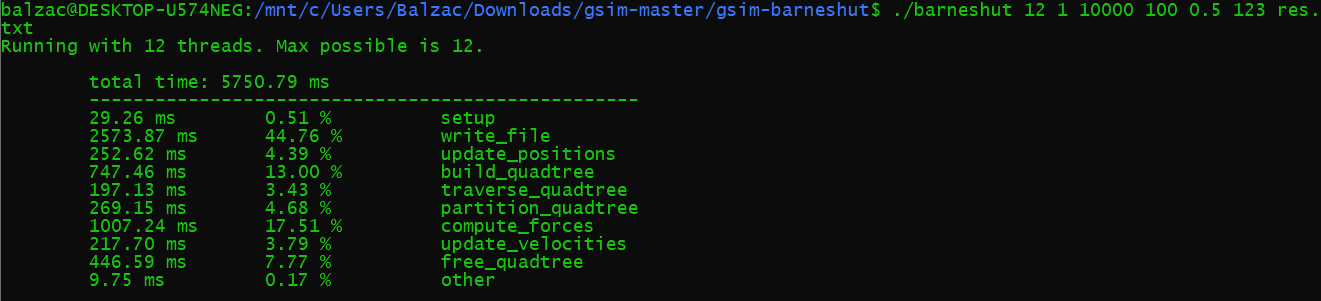 balzac@DESKTOP-U574NEG:/mnt/c/Users/Balzac/Downloads/gsim-master/gsim-barneshut$ ./barneshut 12 1 10000 100 0.5 123 res.
txt
Running with 12 threads. Max possible is 12.
total time: 5750.79 ms
--------------------------------------------------
29.26 ms 0.51 % setup
2573.87 ms 44.76 % write_file
252.62 ms 4.39 % update_positions
747.46 ms 13.00 % build_quadtree
197.13 ms 3.43 % traverse_quadtree
269.15 ms 4.68 % partition_quadtree
1007.24 ms 17.51 % compute_forces
217.70 ms 3.79 % update_velocities
446.59 ms 7.77 % free_quadtree
9.75 ms 0.17 % other